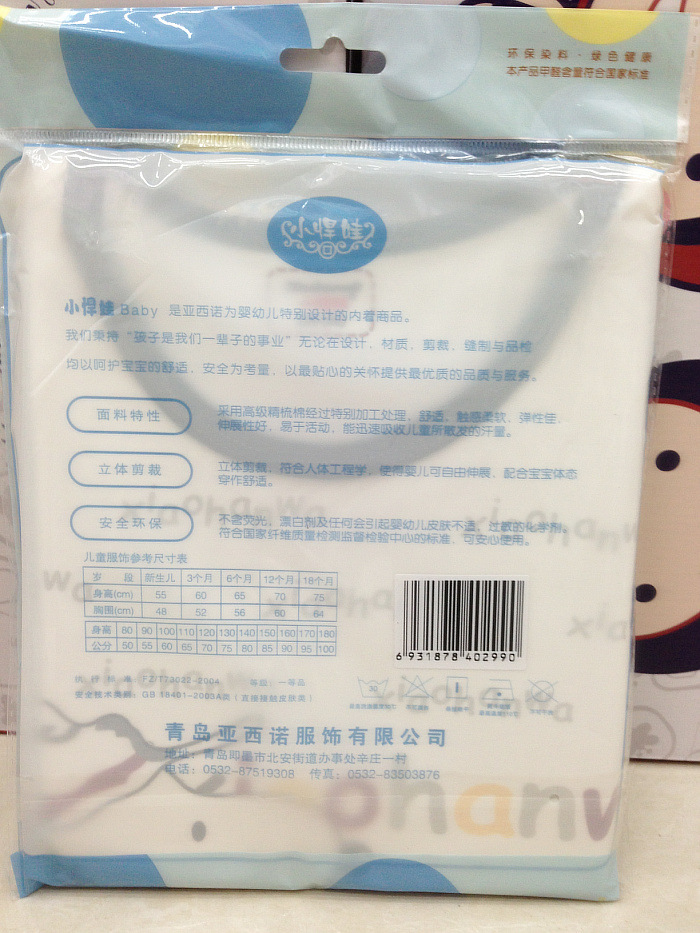 环保染料·绿色健康
本产品甲醛含量符合国家标准
小悍娃
小悍娃 Baby 是亚西诺为婴幼儿特别设计的内着商品。
我们秉持“孩子是我们一辈子的事业”无论在设计，材质，剪裁，缝制与品检
均以呵护宝宝的舒适，安全为考量，以最贴心的关怀提供最优质的品质与服务。
面料特性
采用高级精梳棉经过特别加工处理，舒适，触感柔软，弹性佳，
伸展性好，易于活动，能迅速吸收儿童所散发的汗量。
立体剪裁
立体剪裁，符合人体工程学，使得婴儿可自由伸展、配合宝宝体态
穿作舒适。
安全环保
不含荧光，漂白剂及任何会引起婴幼儿皮肤不适，过敏的化学剂。
符合国家纤维质量检测监督检验中心的标准，可安心使用。
儿童服饰参考尺寸表
岁 段 新生儿 3个月 6个月 12个月 18个月
身高(cm) 55 60 65 70 75
胸围(cm) 48 52 56 60 64
身高 80 90 100 110 120 130 140 150 160 170 180
公分 50 55 60 65 70 75 80 85 90 95 100
6 931878 402990
执行标准：FZ/T73022-2004 等级：一等品
安全技术类别：GB 18401-2003A类（直接接触皮肤类）
30
青岛亚西诺服饰有限公司
地址：青岛即墨市北安街道办事处辛庄一村
电话：0532-87519308 传真：0532-83503876
xiaohanwa